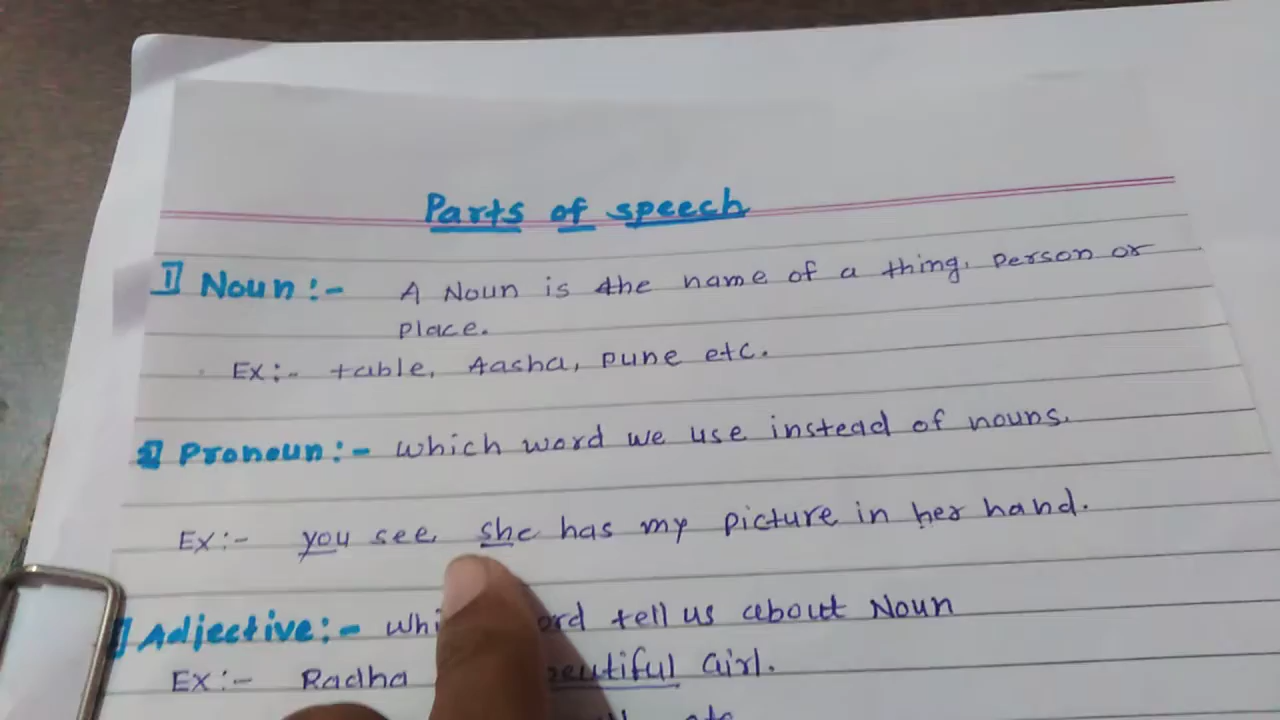 Parts of speech
1] Noun :- A Noun is the name of a thing, person or
place.
Ex:- table, Aasha, pune etc.
Pronoun :- which word we use instead of nouns.
Ex:- you see, she has my picture in her hand.
Adjective :- tell us about Noun
Ex:- Radha girl.